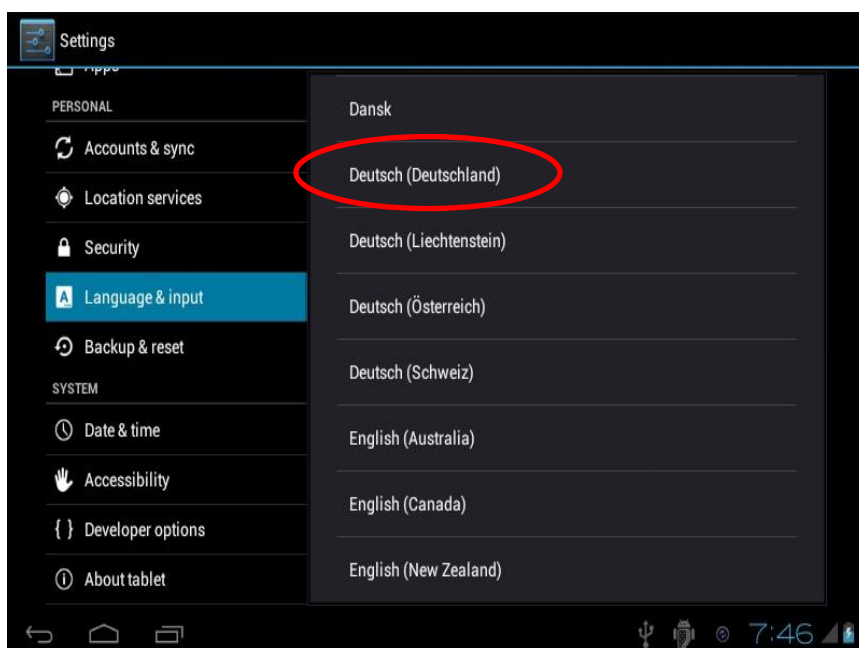 Settings
Apps
PERSONAL
Accounts & sync
Location services
Security
Language & input
Backup & reset
SYSTEM
Date & time
Accessibility
{ } Developer options
About tablet
Dansk
Deutsch (Deutschland)
Deutsch (Liechtenstein)
Deutsch (Österreich)
Deutsch (Schweiz)
English (Australia)
English (Canada)
English (New Zealand)
7:46